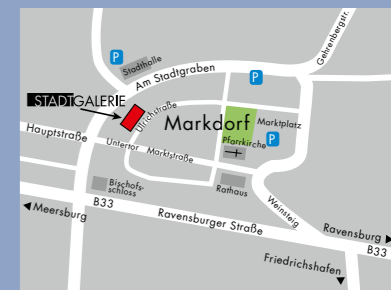 Gehrenbergstr.
P
Stadthalle
P
Am Stadtgraben
STADTGALERIE
Ulrichstraße
Markdorf
Marktplatz
Hauptstraße
Untertor
Marktstraße
Pfarrkirche
P
Bischofs-
schloss
Rathaus
Weinsteig
B33
Meersburg
Ravensburger Straße
Ravensburg
B33
Friedrichshafen